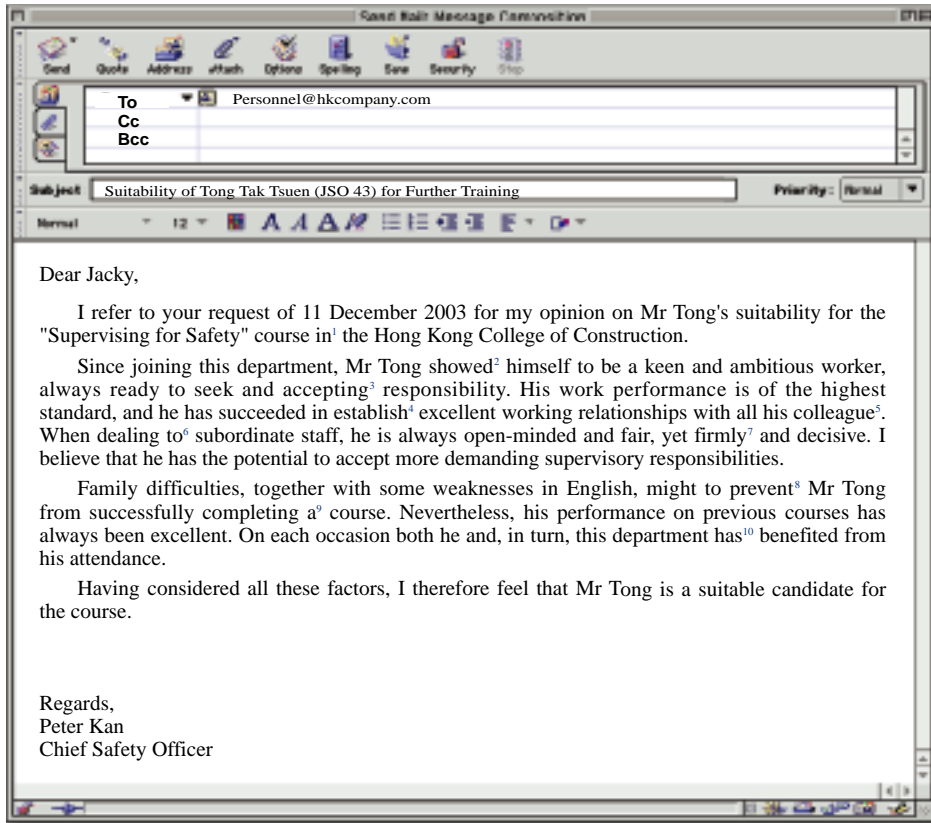 Send Mail: Message Composition
Send Quote Address Attach Options Spelling Save Security Stop
To Personnel@hkcompany.com
Cc
Bcc
Subject Suitability of Tong Tak Tsuen (JSO 43) for Further Training Priority: Normal
Normal 12
Dear Jacky,
I refer to your request of 11 December 2003 for my opinion on Mr Tong's suitability for the
"Supervising for Safety" course in¹ the Hong Kong College of Construction.
Since joining this department, Mr Tong showed² himself to be a keen and ambitious worker,
always ready to seek and accepting³ responsibility. His work performance is of the highest
standard, and he has succeeded in establish⁴ excellent working relationships with all his colleague⁵.
When dealing to⁶ subordinate staff, he is always open-minded and fair, yet firmly⁷ and decisive. I
believe that he has the potential to accept more demanding supervisory responsibilities.
Family difficulties, together with some weaknesses in English, might to prevent⁸ Mr Tong
from successfully completing a⁹ course. Nevertheless, his performance on previous courses has
always been excellent. On each occasion both he and, in turn, this department has¹⁰ benefited from
his attendance.
Having considered all these factors, I therefore feel that Mr Tong is a suitable candidate for
the course.
Regards,
Peter Kan
Chief Safety Officer